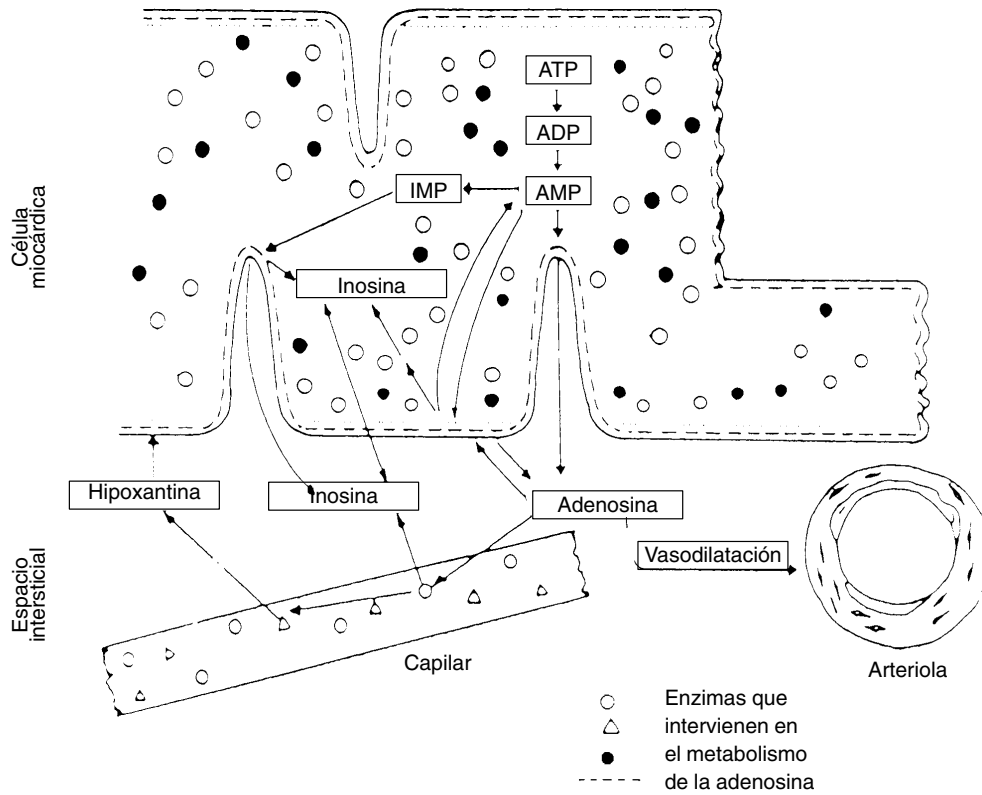 Célula
miocárdica
ATP
ADP
IMP
AMP
Inosina
Espacio
intersticial
Hipoxantina
Inosina
Adenosina
Vasodilatación
Capilar
Arteriola
Enzimas que
intervienen en
el metabolismo
de la adenosina